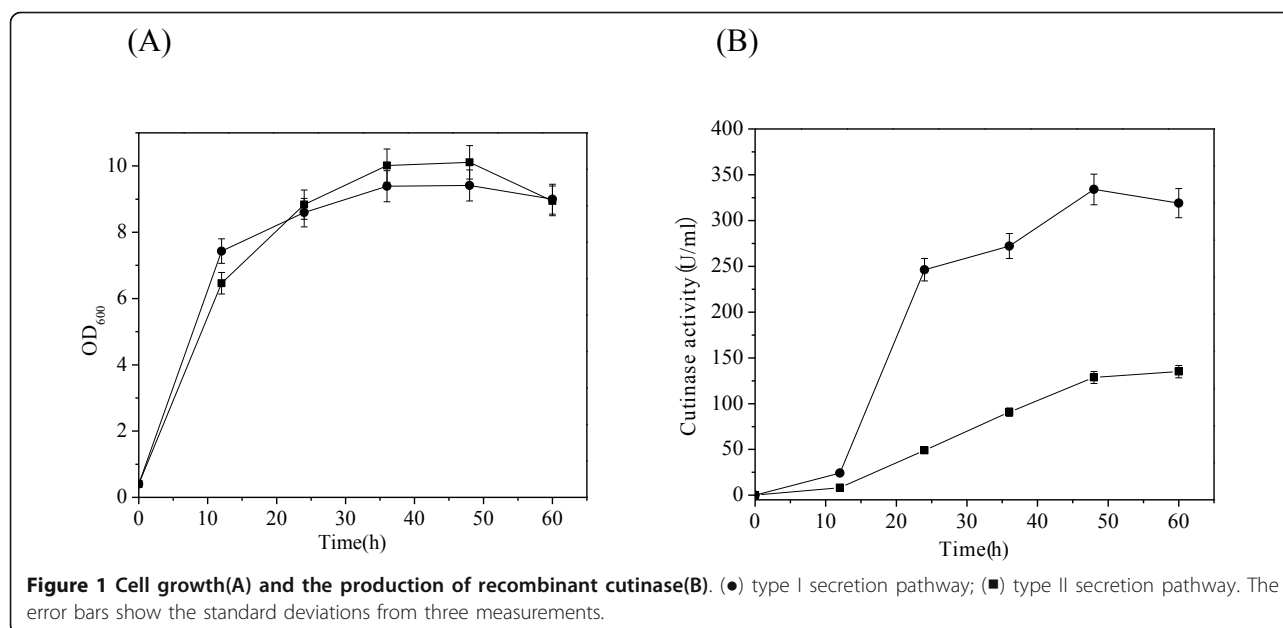 (A)
(B)
10
8
6
4
2
0
OD600
0 10 20 30 40 50 60
Time(h)
400
350
300
250
200
150
100
50
0
Cutinase activity (U/ml)
0 10 20 30 40 50 60
Time(h)
Figure 1 Cell growth(A) and the production of recombinant cutinase(B). (●) type I secretion pathway; (■) type II secretion pathway. The
error bars show the standard deviations from three measurements.